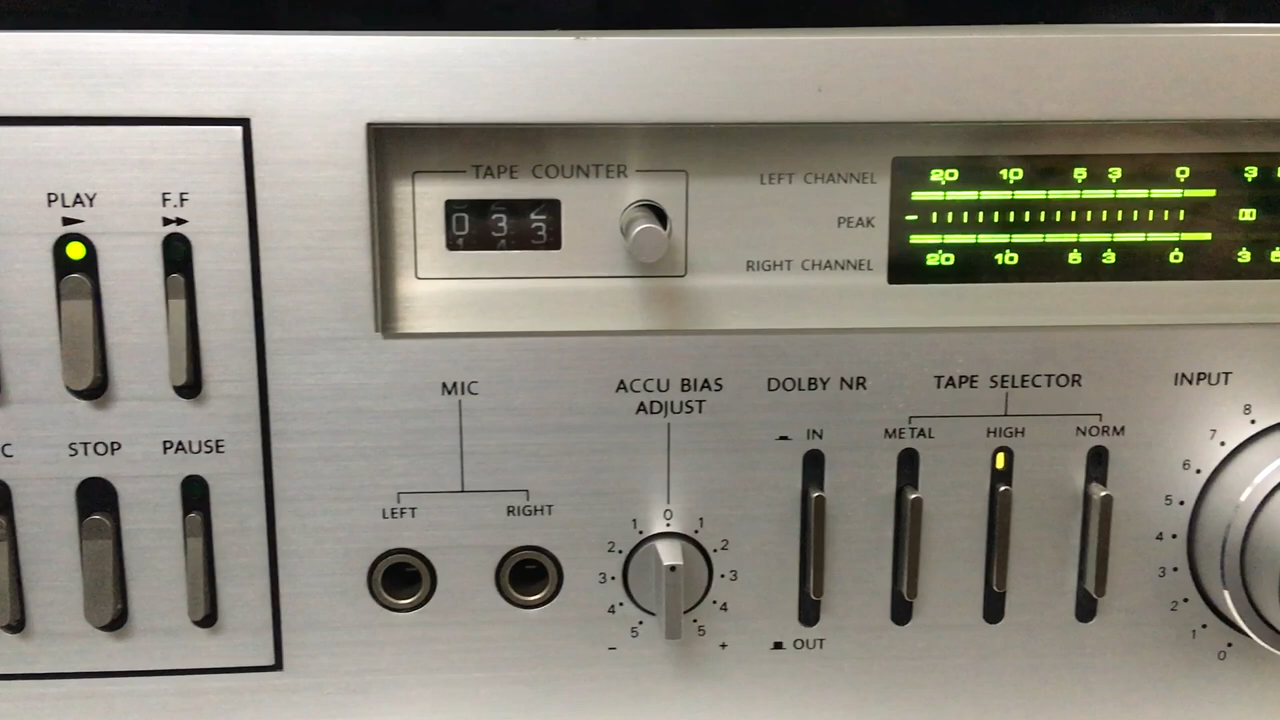 PLAY
F.F
C
STOP
PAUSE
TAPE COUNTER
0 3 3
LEFT CHANNEL
PEAK
RIGHT CHANNEL
20 10 5 3 0 3
20 10 5 3 0 3
MIC
LEFT
RIGHT
ACCU BIAS
ADJUST
0
1 1
2 2
3 3
4 4
5 5
− +
DOLBY NR
IN
OUT
TAPE SELECTOR
METAL
HIGH
NORM
INPUT
8
7
6
5
4
3
2
1
0